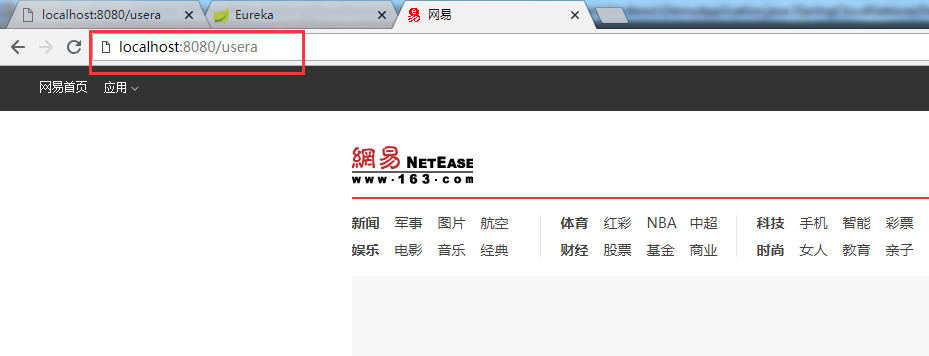 localhost:8080/usera
Eureka
网易
localhost:8080/usera
网易首页 应用
網易 NETEASE
www.163.com
新闻 军事 图片 航空 体育 红彩 NBA 中超 科技 手机 智能 彩票
娱乐 电影 音乐 经典 财经 股票 基金 商业 时尚 女人 教育 亲子